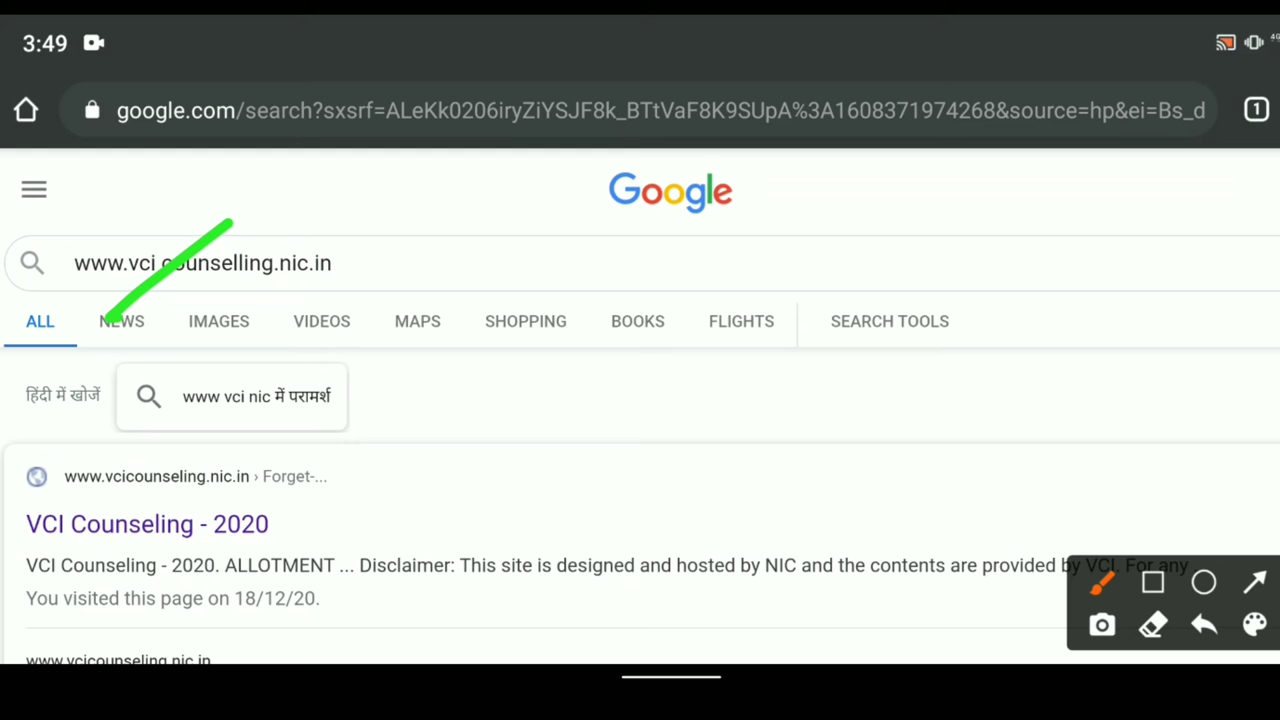 3:49
4G
google.com/search?sxsrf=ALeKk0206iryZiYSJF8k_BTtVaF8K9SUpA%3A1608371974268&source=hp&ei=Bs_d
1
Google
www.vci counselling.nic.in
ALL NEWS IMAGES VIDEOS MAPS SHOPPING BOOKS FLIGHTS SEARCH TOOLS
हिंदी में खोजें www vci nic में परामर्श
www.vcicounseling.nic.in › Forget-...
VCI Counseling - 2020
VCI Counseling - 2020. ALLOTMENT ... Disclaimer: This site is designed and hosted by NIC and the contents are provided by VCI. For any
You visited this page on 18/12/20.
www.vcicounseling.nic.in